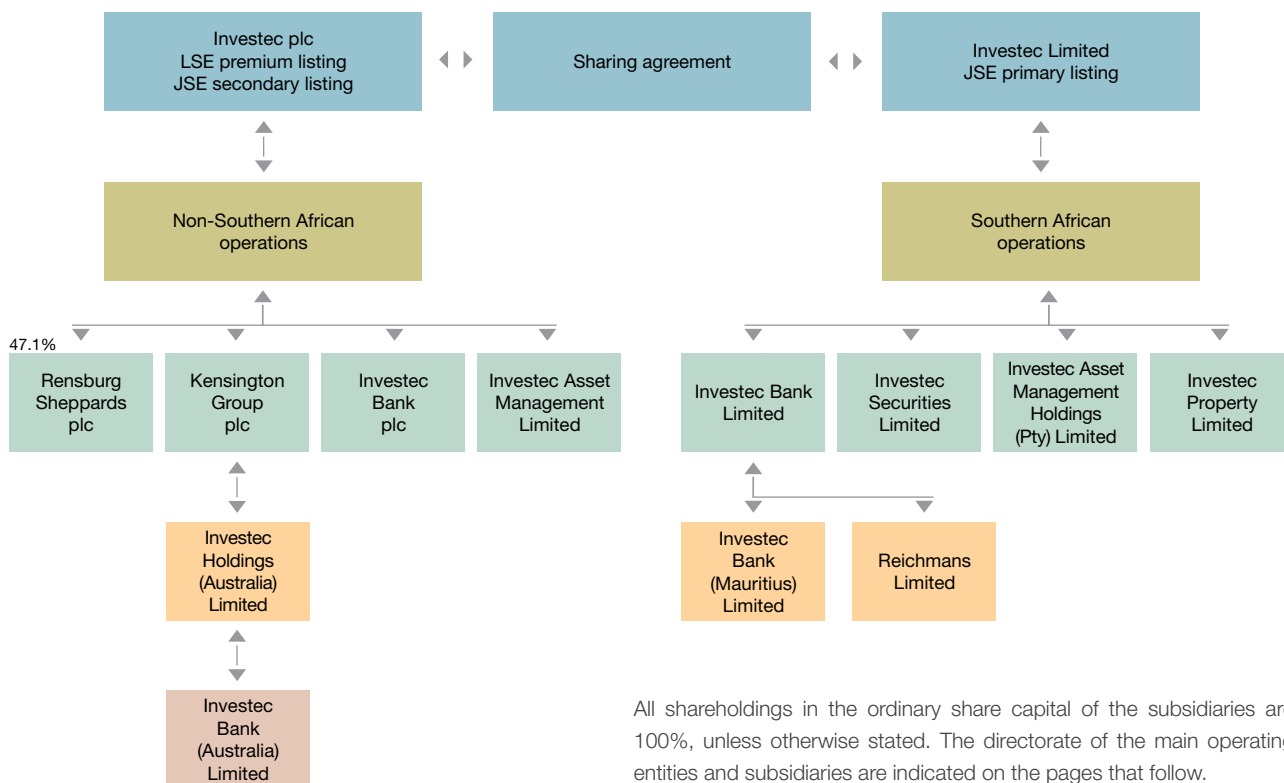 Investec plc
LSE premium listing
JSE secondary listing
Sharing agreement
Investec Limited
JSE primary listing
Non-Southern African
operations
Southern African
operations
47.1%
Rensburg
Sheppards
plc
Kensington
Group
plc
Investec
Bank
plc
Investec Asset
Management
Limited
Investec Bank
Limited
Investec
Securities
Limited
Investec Asset
Management
Holdings
(Pty) Limited
Investec
Property
Limited
Investec
Holdings
(Australia)
Limited
Investec
Bank
(Mauritius)
Limited
Reichmans
Limited
Investec
Bank
(Australia)
Limited
All shareholdings in the ordinary share capital of the subsidiaries are
100%, unless otherwise stated. The directorate of the main operating
entities and subsidiaries are indicated on the pages that follow.